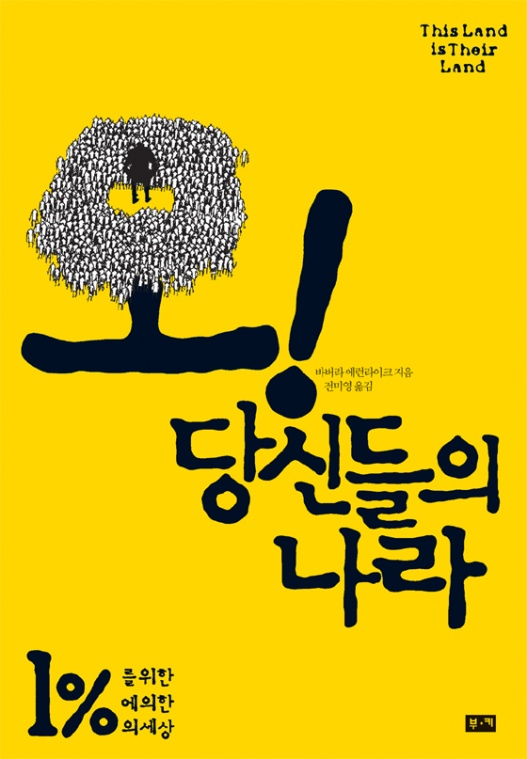 This Land
is Their
Land
오!
바버라 에런라이크 지음
전미영 옮김
당신들의
나라
1%
를위한
에의한
의세상
부·키